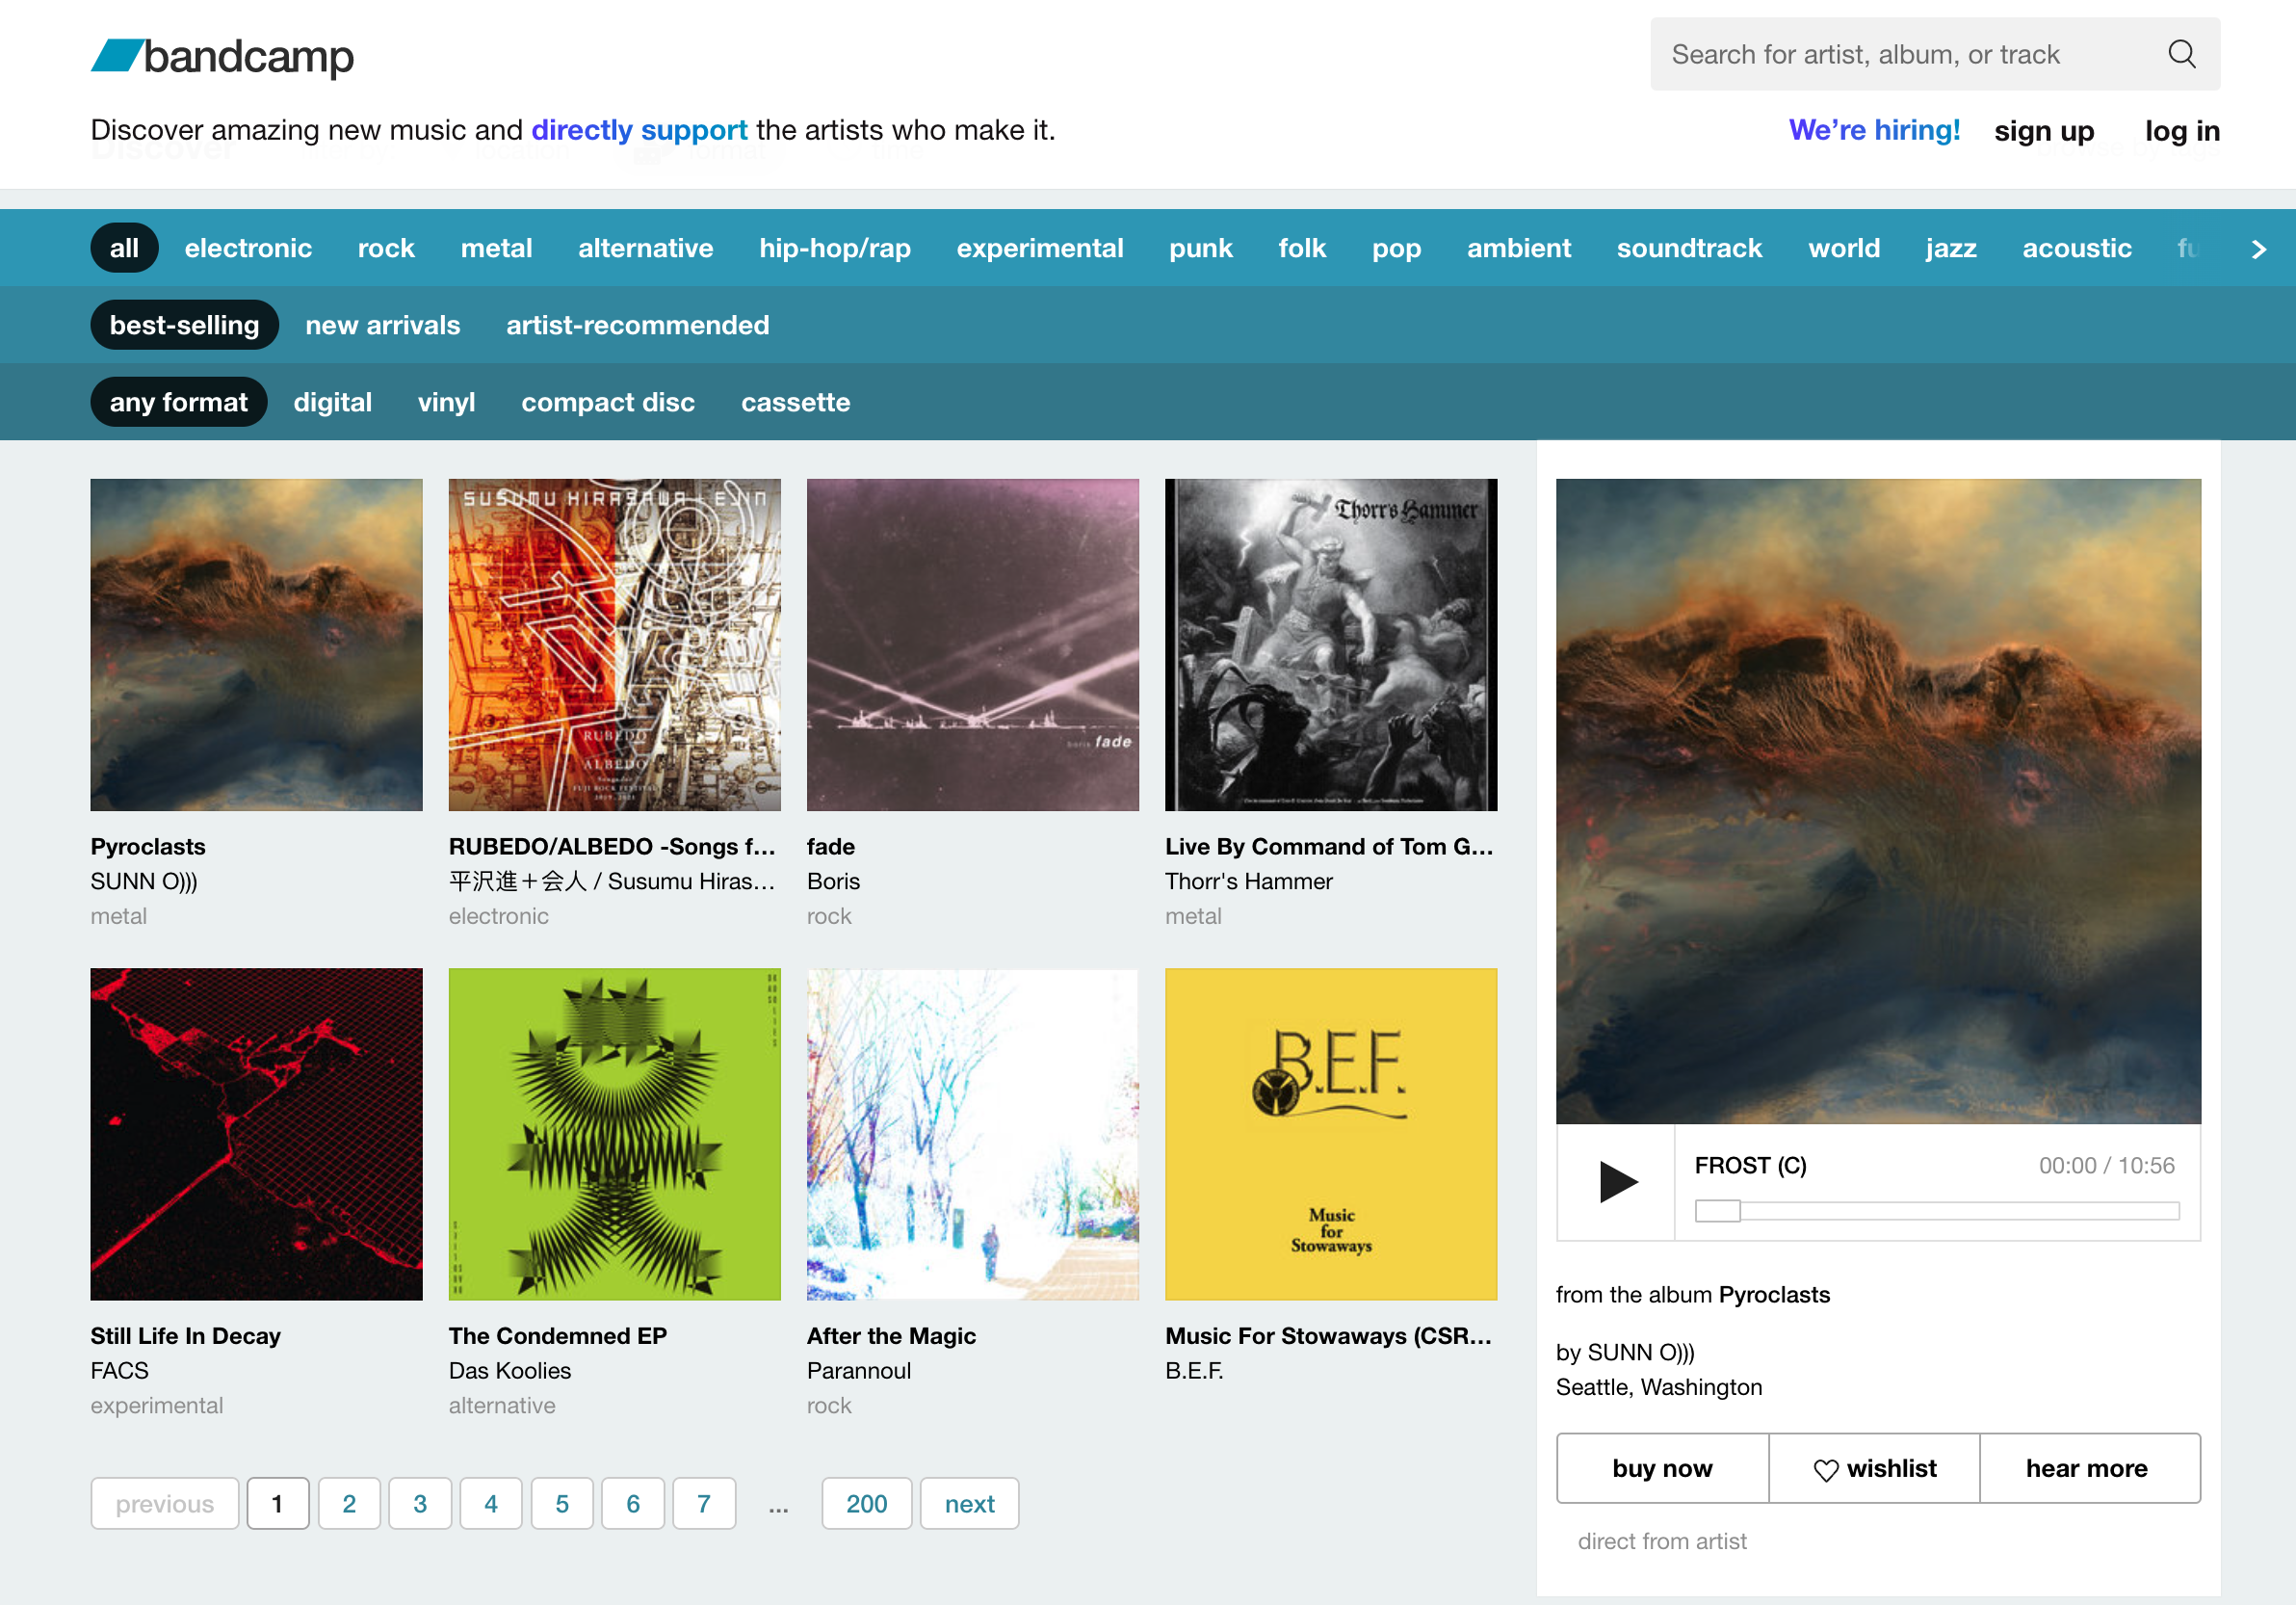 bandcamp
Search for artist, album, or track
Discover amazing new music and directly support the artists who make it.
We're hiring! sign up log in
all electronic rock metal alternative hip-hop/rap experimental punk folk pop ambient soundtrack world jazz acoustic fu
best-selling new arrivals artist-recommended
any format digital vinyl compact disc cassette
SUSUMU HIRASAWA + EJIN
RUBEDO
ALBEDO
FUJI ROCK FESTIVAL
boris fade
Thorr's Hammer
Pyroclasts
SUNN O)))
metal
RUBEDO/ALBEDO -Songs f...
平沢進＋会人 / Susumu Hiras...
electronic
fade
Boris
rock
Live By Command of Tom G...
Thorr's Hammer
metal
B.E.F.
Music
for
Stowaways
Still Life In Decay
FACS
experimental
The Condemned EP
Das Koolies
alternative
After the Magic
Parannoul
rock
Music For Stowaways (CSR...
B.E.F.
previous 1 2 3 4 5 6 7 ... 200 next
FROST (C) 00:00 / 10:56
from the album Pyroclasts
by SUNN O)))
Seattle, Washington
buy now wishlist hear more
direct from artist